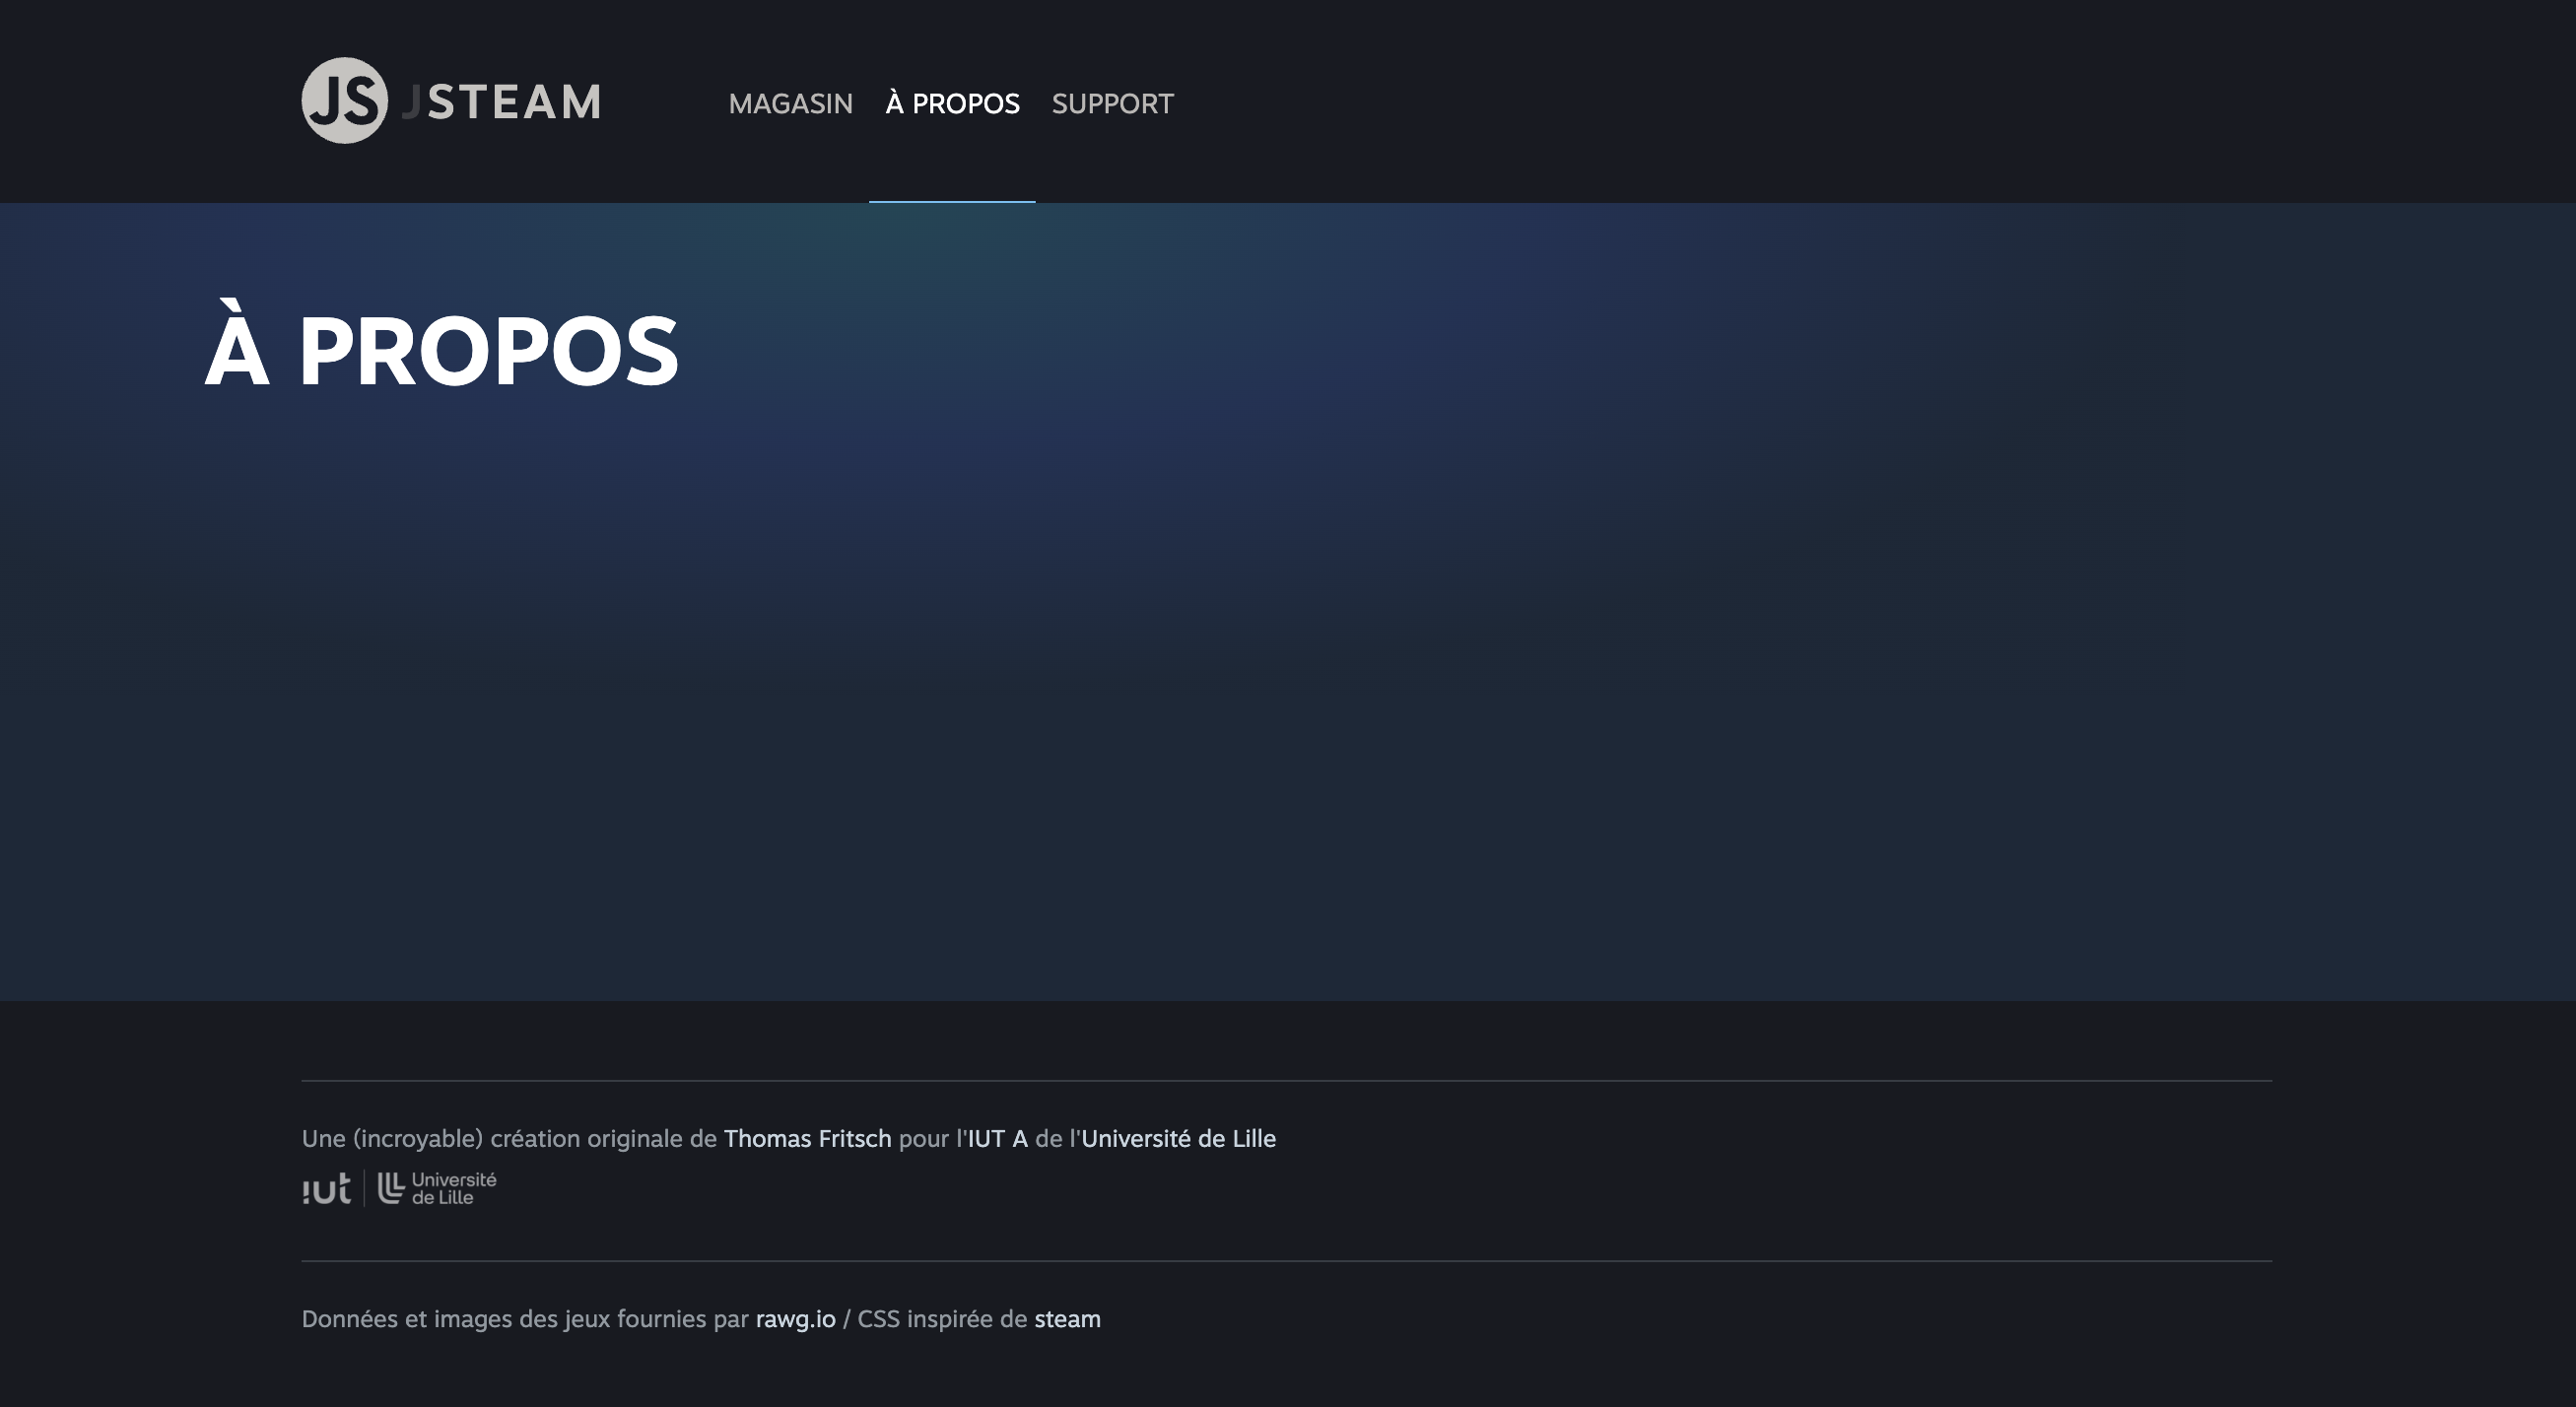 JS JSTEAM
MAGASIN À PROPOS SUPPORT
À PROPOS
Une (incroyable) création originale de Thomas Fritsch pour l'IUT A de l'Université de Lille
iut Université
de Lille
Données et images des jeux fournies par rawg.io / CSS inspirée de steam